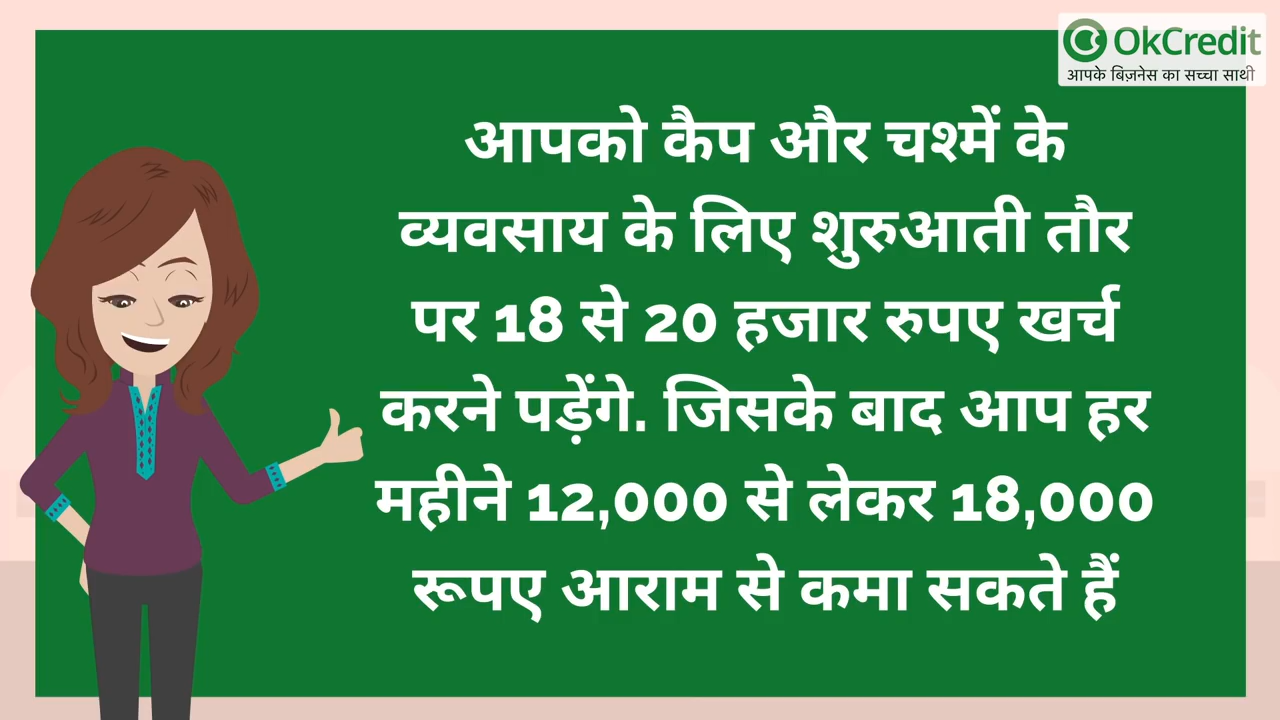 OkCredit
आपके बिज़नेस का सच्चा साथी
आपको कैप और चश्में के
व्यवसाय के लिए शुरुआती तौर
पर 18 से 20 हजार रुपए खर्च
करने पड़ेंगे. जिसके बाद आप हर
महीने 12,000 से लेकर 18,000
रूपए आराम से कमा सकते हैं